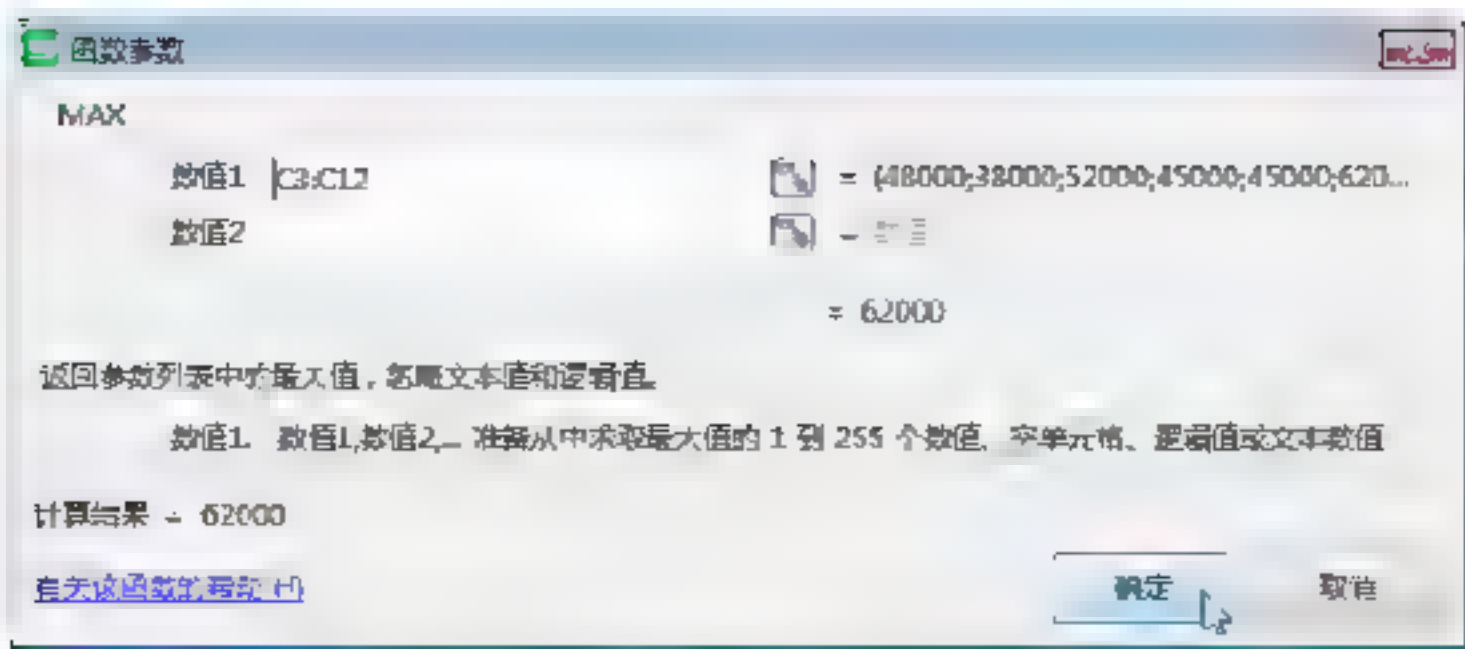 函数参数
MAX
数值1 C3:C12 = {48000;38000;52000;45000;45000;620...
数值2 =
= 62000
返回参数列表中的最大值,忽略文本值和逻辑值。
数值1: 数值1,数值2,... 准备从中求取最大值的 1 到 255 个数值、空单元格、逻辑值或文本数值
计算结果 = 62000
有关该函数的帮助(H)
确定 取消